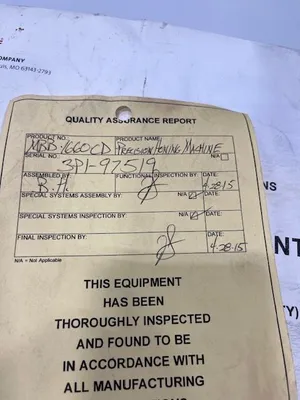 COMPANY
MO 63143-2793
QUALITY ASSURANCE REPORT
PRODUCT NO. PRODUCT NAME
MBB-1660CD PRECISION HONING MACHINE
SERIAL NO. N/A
3P1-97519
ASSEMBLED BY: FUNCTIONAL INSPECTION BY: DATE:
B.H. 4.28.15
SPECIAL SYSTEMS ASSEMBLY BY: N/A DATE:
SPECIAL SYSTEMS INSPECTION BY: N/A DATE:
FINAL INSPECTION BY: DATE:
4.28.15
N/A = Not Applicable
THIS EQUIPMENT
HAS BEEN
THOROUGHLY INSPECTED
AND FOUND TO BE
IN ACCORDANCE WITH
ALL MANUFACTURING
NS
NT